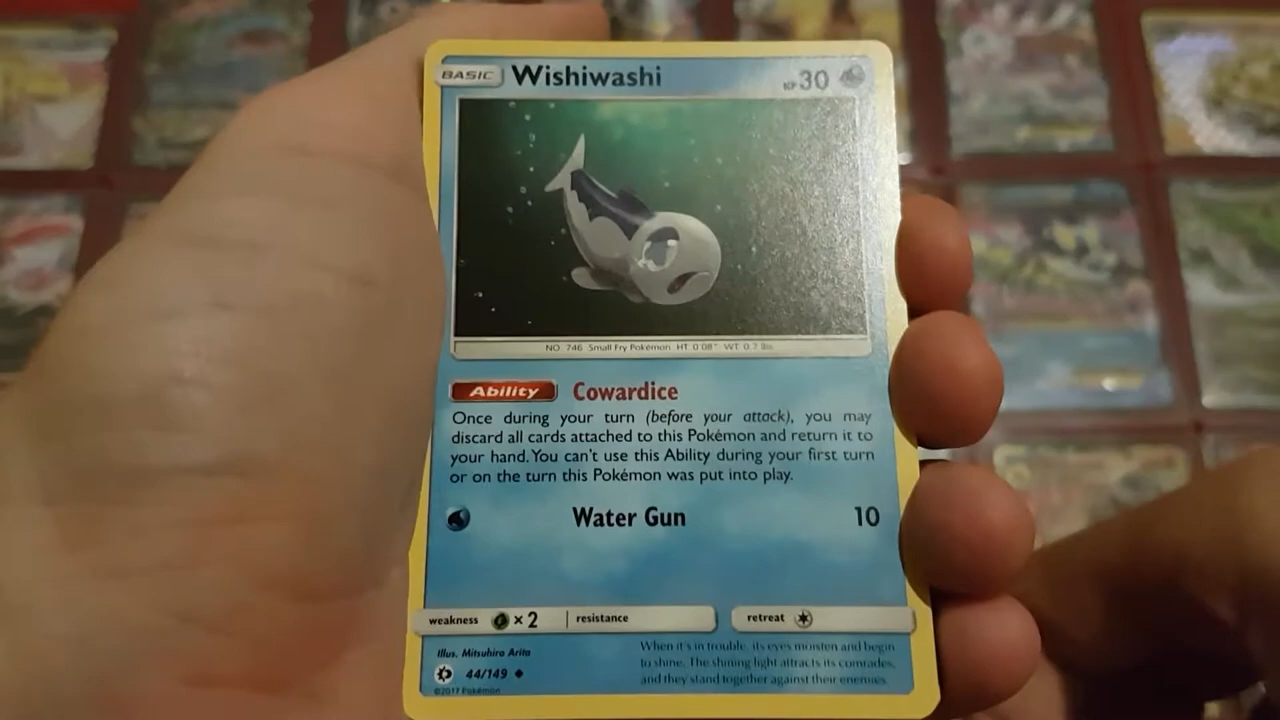 BASIC Wishiwashi HP 30
NO. 746 Small Fry Pokémon HT: 0'08" WT: 0.7 lbs.
Ability Cowardice
Once during your turn (before your attack), you may
discard all cards attached to this Pokémon and return it to
your hand. You can't use this Ability during your first turn
or on the turn this Pokémon was put into play.
Water Gun 10
weakness ×2 resistance retreat
Illus. Mitsuhiro Arita
44/149
©2017 Pokémon
When it's in trouble, its eyes moisten and begin
to shine. The shining light attracts its comrades,
and they stand together against their enemies.